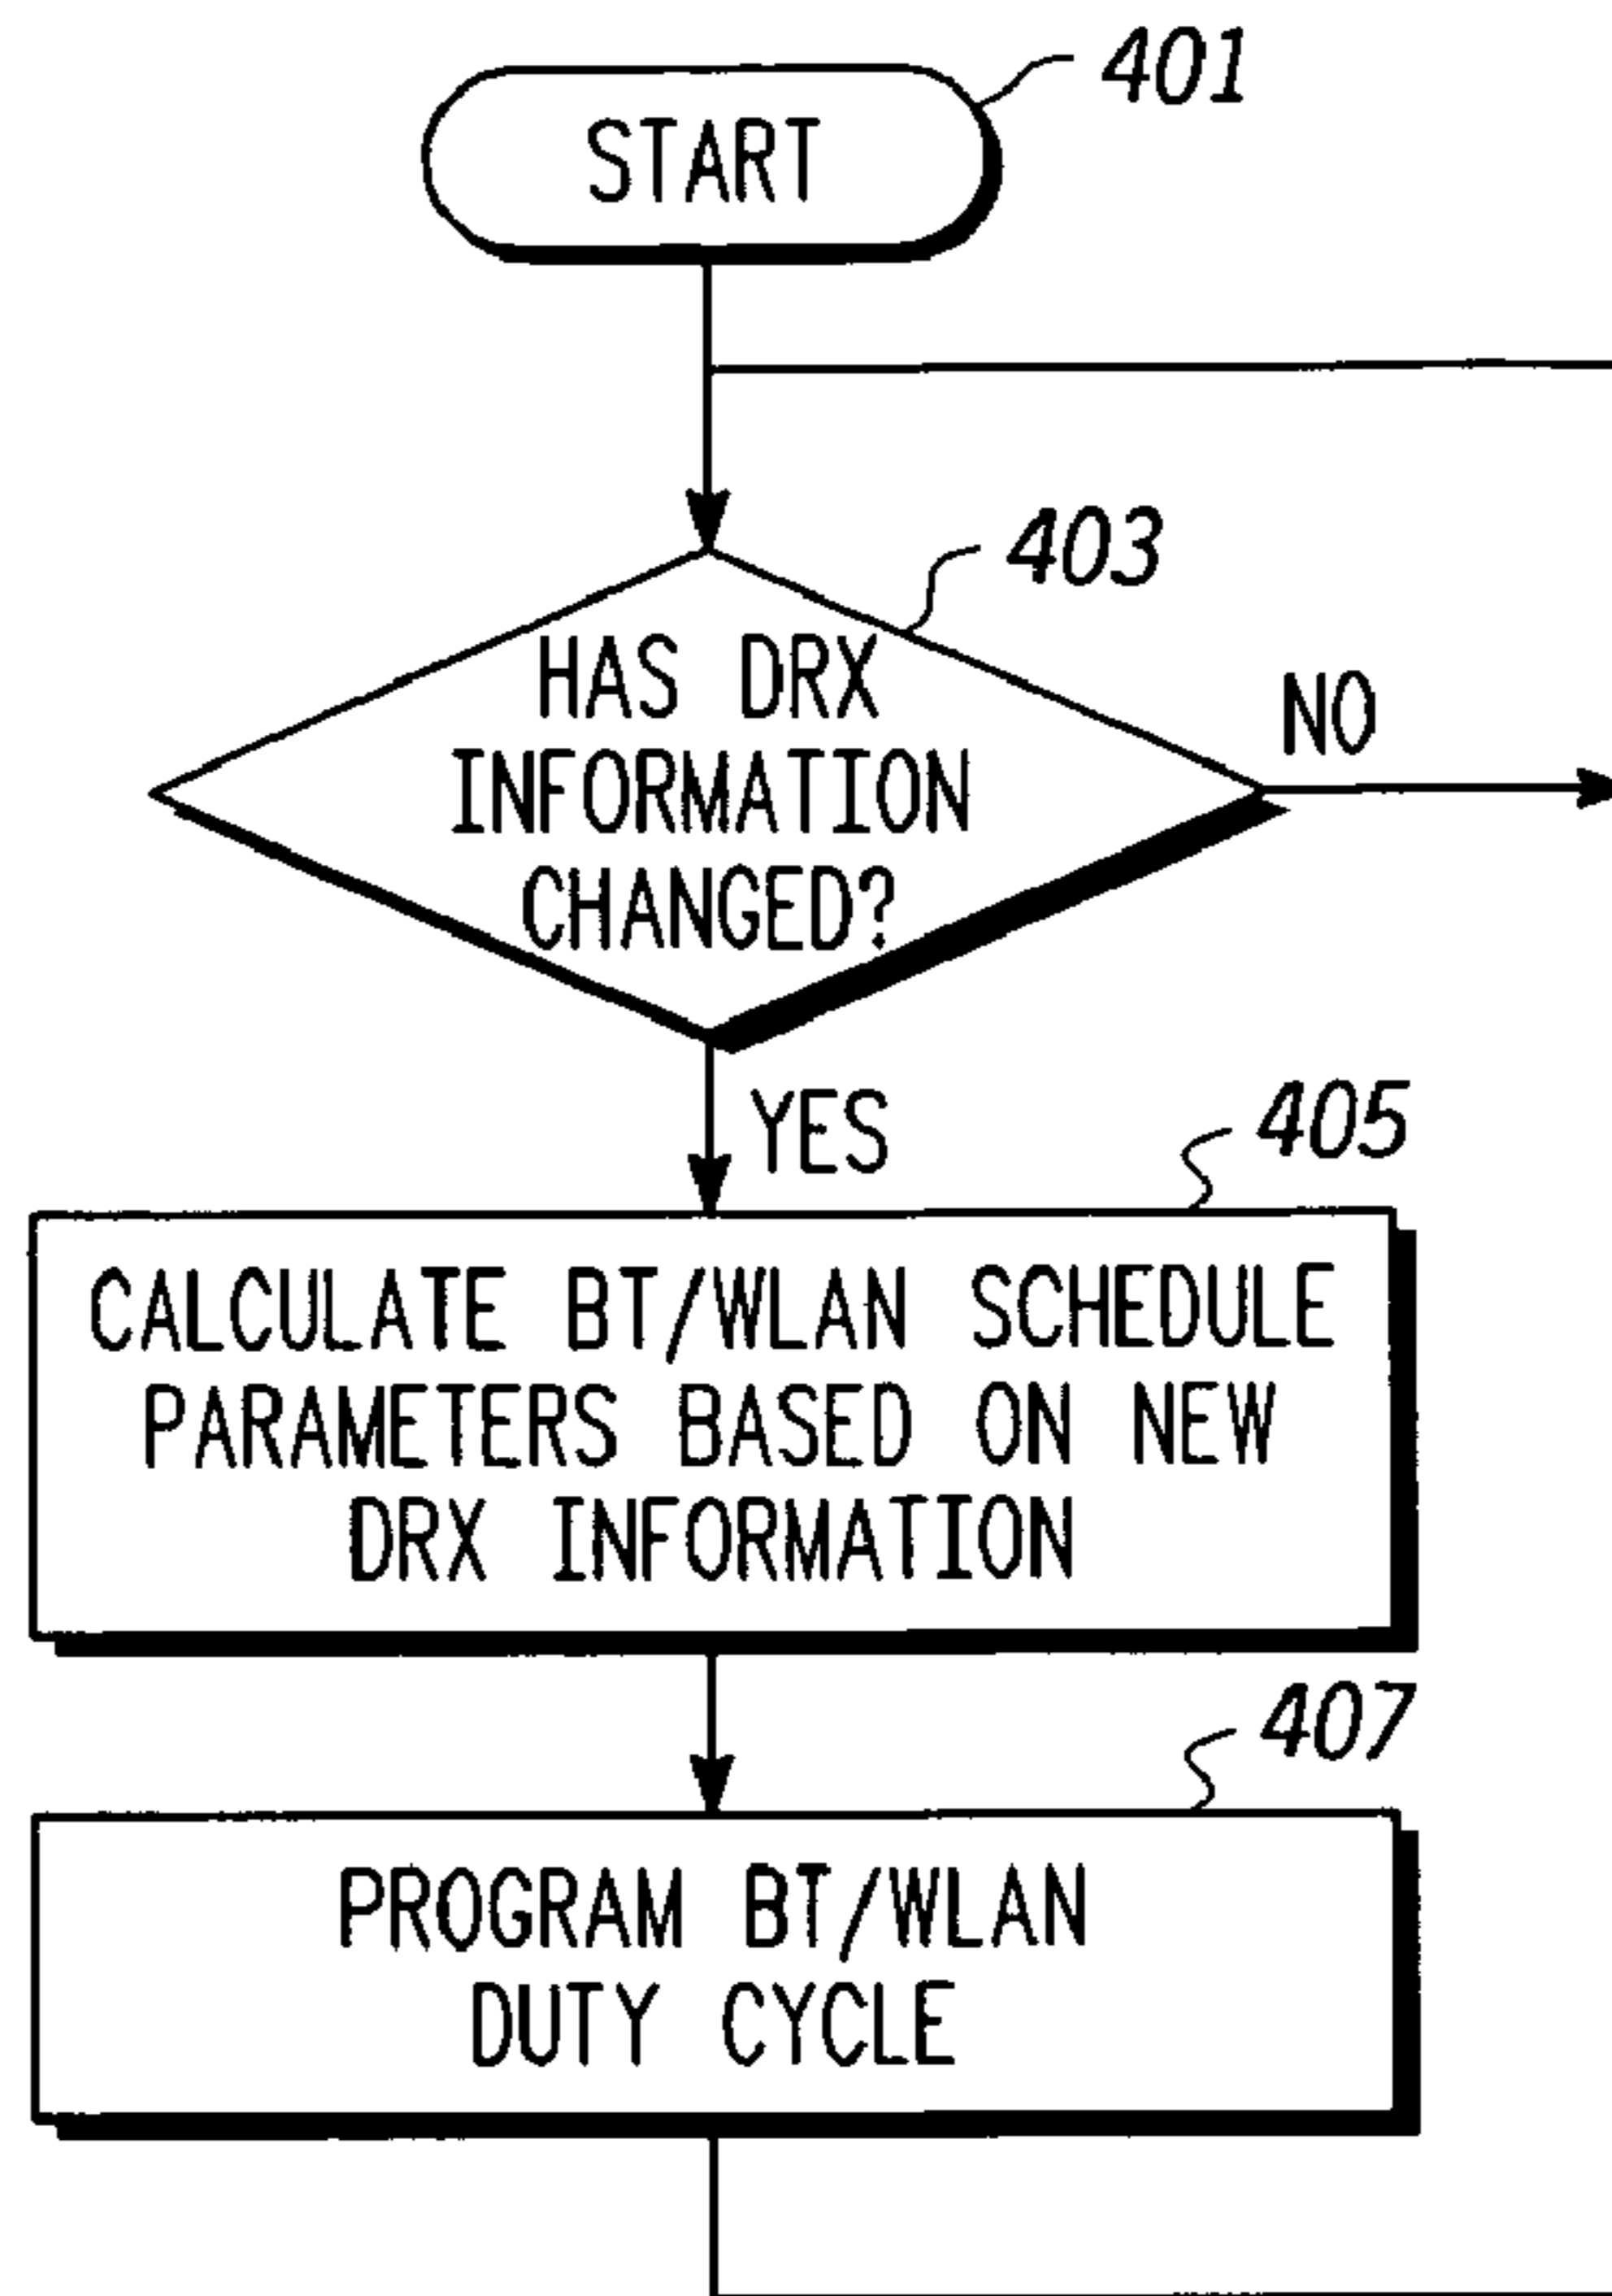 401
START
403
HAS DRX
INFORMATION
CHANGED?
NO
YES
405
CALCULATE BT/WLAN SCHEDULE
PARAMETERS BASED ON NEW
DRX INFORMATION
407
PROGRAM BT/WLAN
DUTY CYCLE